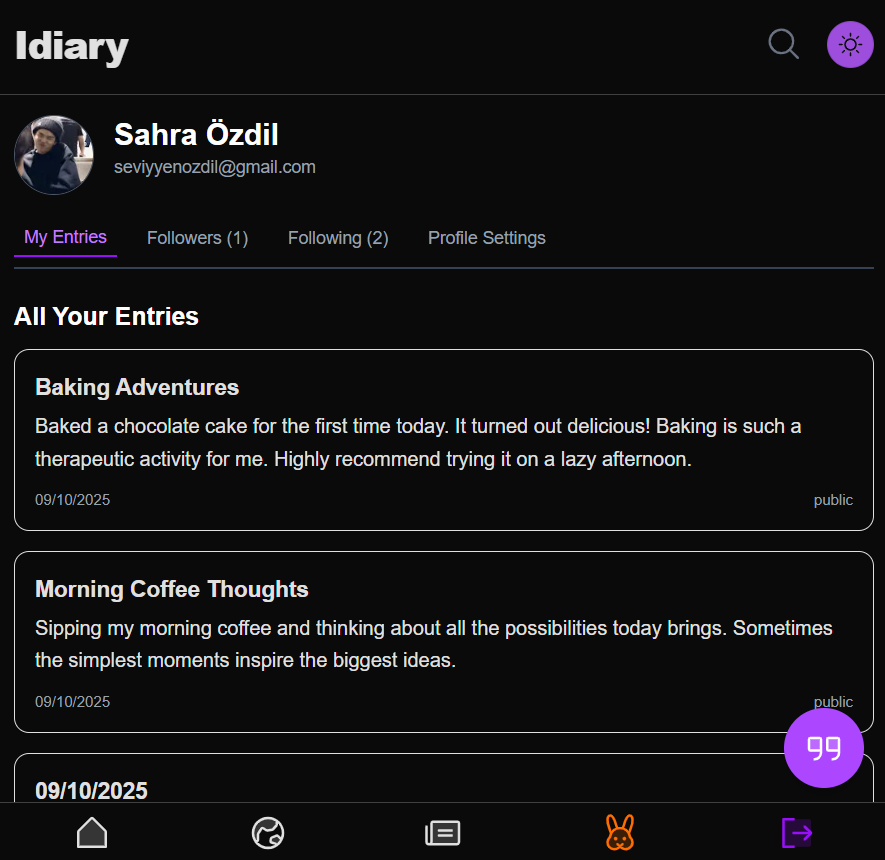 Idiary
Sahra Özdil
seviyyenozdil@gmail.com
My Entries Followers (1) Following (2) Profile Settings
All Your Entries
Baking Adventures
Baked a chocolate cake for the first time today. It turned out delicious! Baking is such a
therapeutic activity for me. Highly recommend trying it on a lazy afternoon.
09/10/2025 public
Morning Coffee Thoughts
Sipping my morning coffee and thinking about all the possibilities today brings. Sometimes
the simplest moments inspire the biggest ideas.
09/10/2025 public
09/10/2025